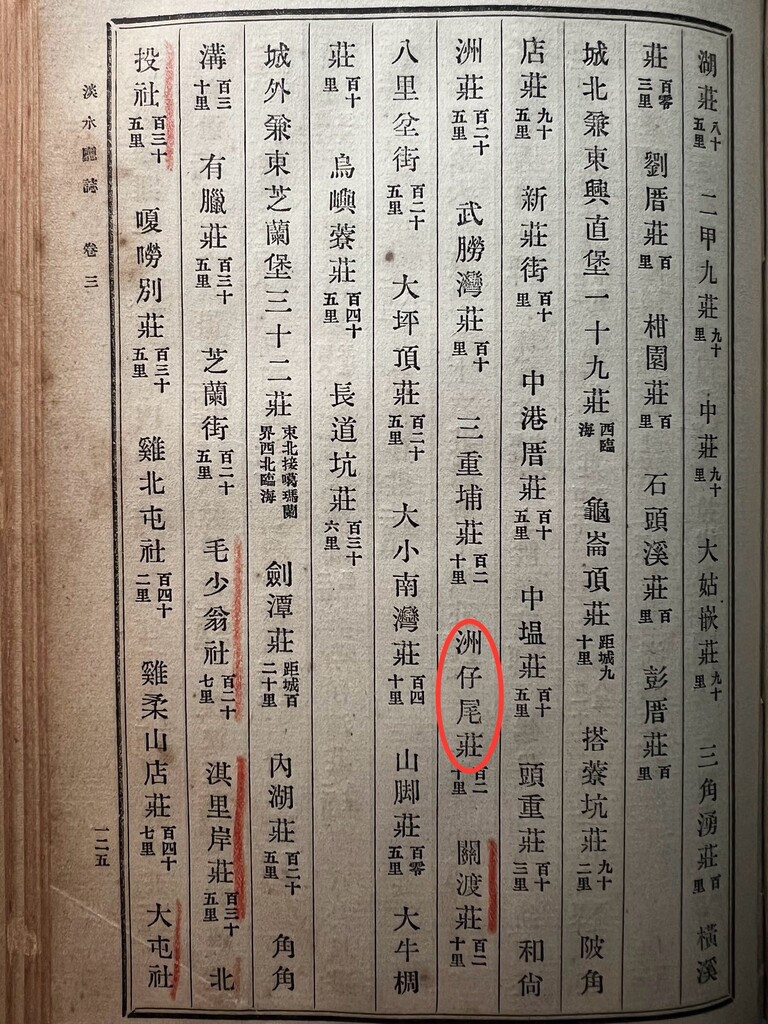 湖莊八十五里　二甲九莊九十里　中莊九十里　大姑嵌莊九十里　三角湧莊百里　橫溪
莊百零三里　劉厝莊百里　柑園莊百里　石頭溪莊百里　彭厝莊百里
城北兼東興直堡一十九莊西臨海　龜崙頂莊距城九十里　搭藔坑莊九十二里　陂角
店莊九十五里　新莊街百十里　中港厝莊百十五里　中塭莊百十五里　頭重莊百十三里　和尙
洲莊百二十五里　武朥灣莊百十里　三重埔莊百二十里　洲仔尾莊百二十里　關渡莊百二十里
八里坌街百二十五里　大坪頂莊百二十五里　大小南灣莊百四十里　山脚莊百零五里　大牛椆
莊百十里　烏嶼藔莊百四十五里　長道坑莊百三十六里
城外兼東芝蘭堡三十二莊東北接噶瑪蘭界西北臨海　劍潭莊距城百二十里　內湖莊百二十五里　角角
溝百三十里　有臘莊百三十五里　芝蘭街百二十五里　毛少翁社百二十七里　淇里岸莊百三十五里　北
投社百三十五里　嗄嘮別莊百三十五里　雞北屯社百四十二里　雞柔山店莊百四十七里　大屯社
淡水廳誌　卷三
一二五